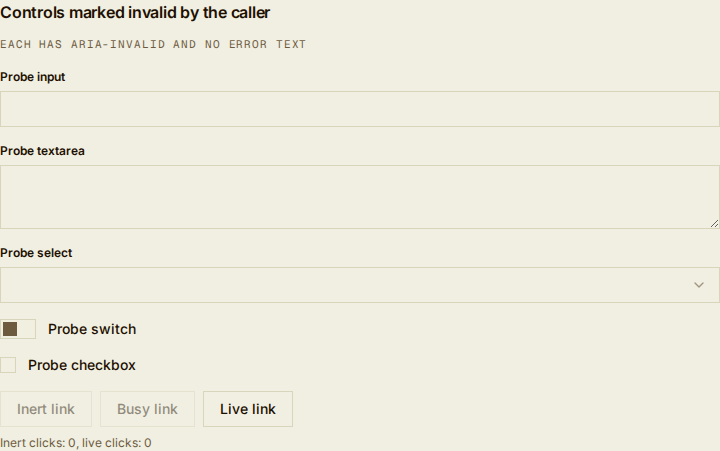 Controls marked invalid by the caller
EACH HAS ARIA-INVALID AND NO ERROR TEXT
Probe input
Probe textarea
Probe select
Probe switch
Probe checkbox
Inert link Busy link Live link
Inert clicks: 0, live clicks: 0